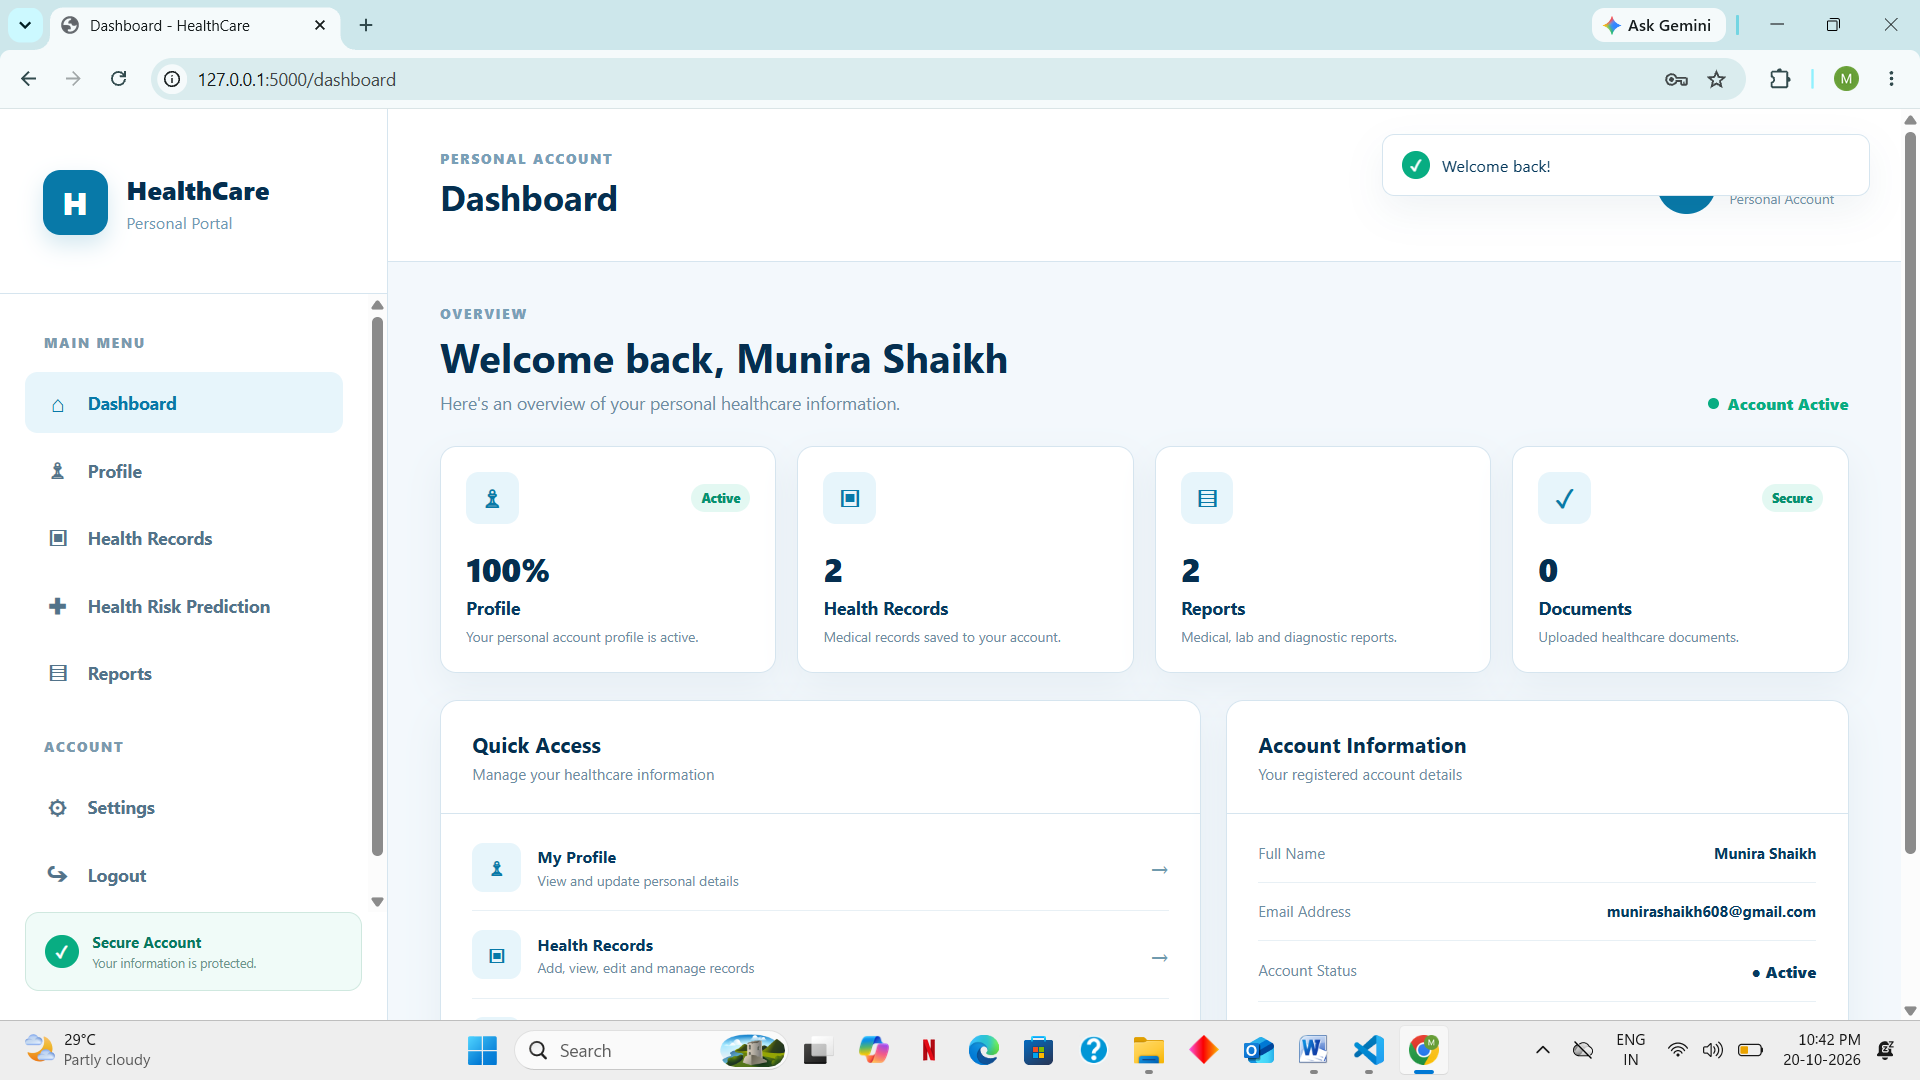 Dashboard - HealthCare
Ask Gemini
127.0.0.1:5000/dashboard
M
H
HealthCare
Personal Portal
MAIN MENU
Dashboard
Profile
Health Records
Health Risk Prediction
Reports
ACCOUNT
Settings
Logout
Secure Account
Your information is protected.
PERSONAL ACCOUNT
Dashboard
Welcome back!
Personal Account
OVERVIEW
Welcome back, Munira Shaikh
Here's an overview of your personal healthcare information.
Account Active
Active
100%
Profile
Your personal account profile is active.
2
Health Records
Medical records saved to your account.
2
Reports
Medical, lab and diagnostic reports.
Secure
0
Documents
Uploaded healthcare documents.
Quick Access
Manage your healthcare information
My Profile
View and update personal details
Health Records
Add, view, edit and manage records
Account Information
Your registered account details
Full Name
Munira Shaikh
Email Address
munirashaikh608@gmail.com
Account Status
• Active
29°C
Partly cloudy
Search
N
W
M
ENG
IN
10:42 PM
20-10-2026